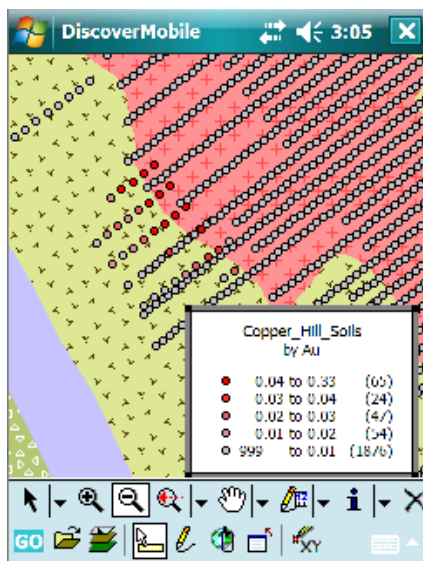 DiscoverMobile 3:05
Copper_Hill_Soils
by Au
0.04 to 0.33 (65)
0.03 to 0.04 (24)
0.02 to 0.03 (47)
0.01 to 0.02 (54)
999 to 0.01 (1876)
GO XY